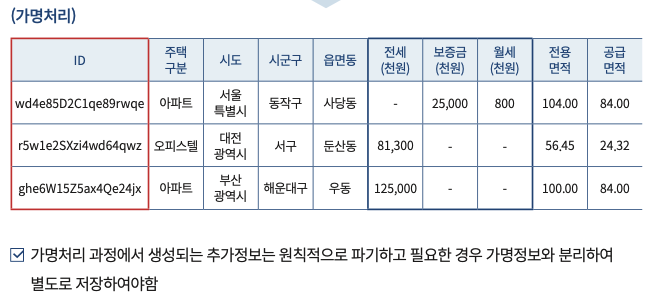 (가명처리)
ID 주택 구분 시도 시군구 읍면동 전세 (천원) 보증금 (천원) 월세 (천원) 전용 면적 공급 면적
wd4e85D2C1qe89rwqe 아파트 서울 특별시 동작구 사당동 - 25,000 800 104.00 84.00
r5w1e2SXzi4wd64qwz 오피스텔 대전 광역시 서구 둔산동 81,300 - - 56,45 24,32
ghe6W15Z5ax4Qe24jx 아파트 부산 광역시 해운대구 우동 125,000 - - 100.00 84.00
가명처리 과정에서 생성되는 추가정보는 원칙적으로 파기하고 필요한 경우 가명정보와 분리하여
별도로 저장하여야함